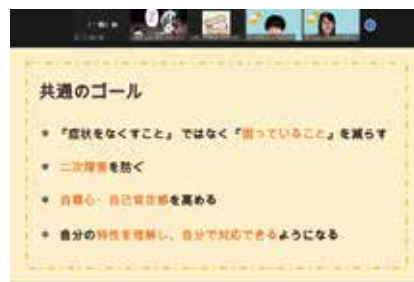 共通のゴール
• 『症状をなくすこと』ではなく『困っていること』を減らす
• 二次障害を防ぐ
• 自尊心・自己肯定感を高める
• 自分の特性を理解し、自分で対応できるようになる